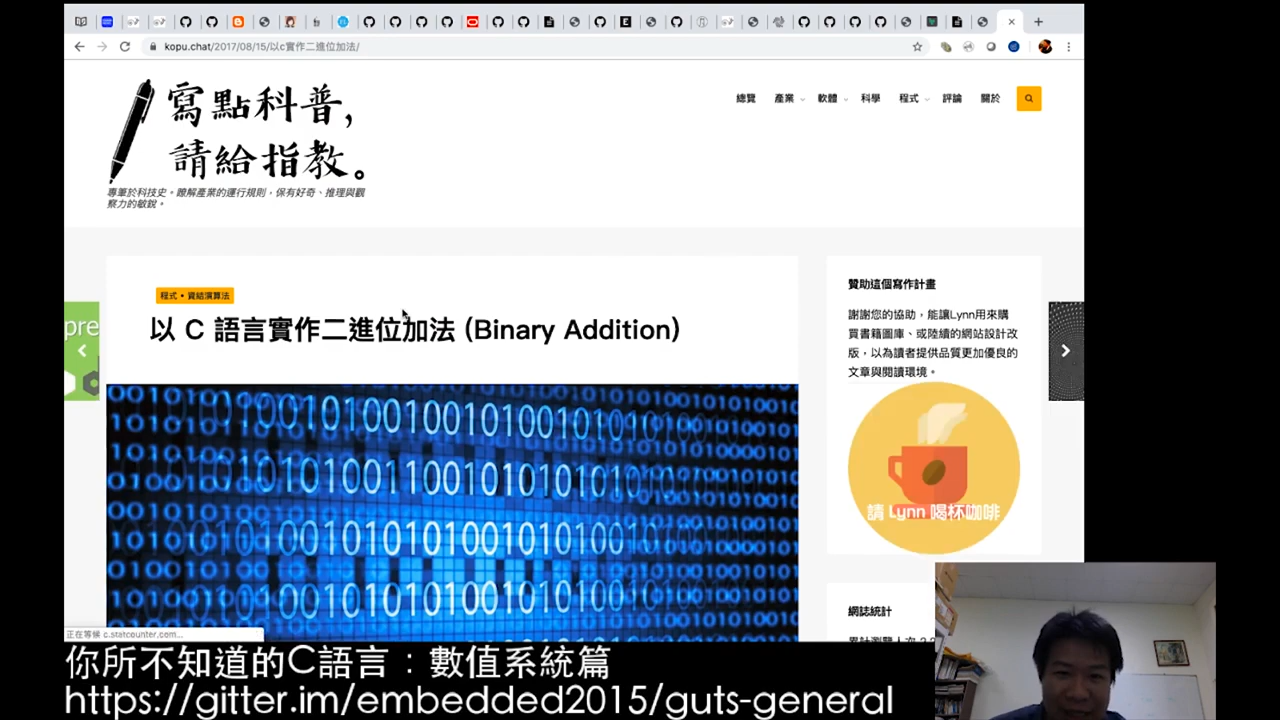 kopu.chat/2017/08/15/以c實作二進位加法/
寫點科普,
請給指教。
專筆於科技史。瞭解產業的運行規則，保有好奇、推理與觀
察力的敏銳。
總覽 產業 軟體 科學 程式 評論 關於
程式 • 資結演算法
以 C 語言實作二進位加法 (Binary Addition)
pre
贊助這個寫作計畫
謝謝您的協助，能讓Lynn用來購
買書籍圖庫、或陸續的網站設計改
版，以為讀者提供品質更加優良的
文章與閱讀環境。
請 Lynn 喝杯咖啡
網誌統計
正在等候 c.statcounter.com...
你所不知道的C語言：數值系統篇
https://gitter.im/embedded2015/guts-general